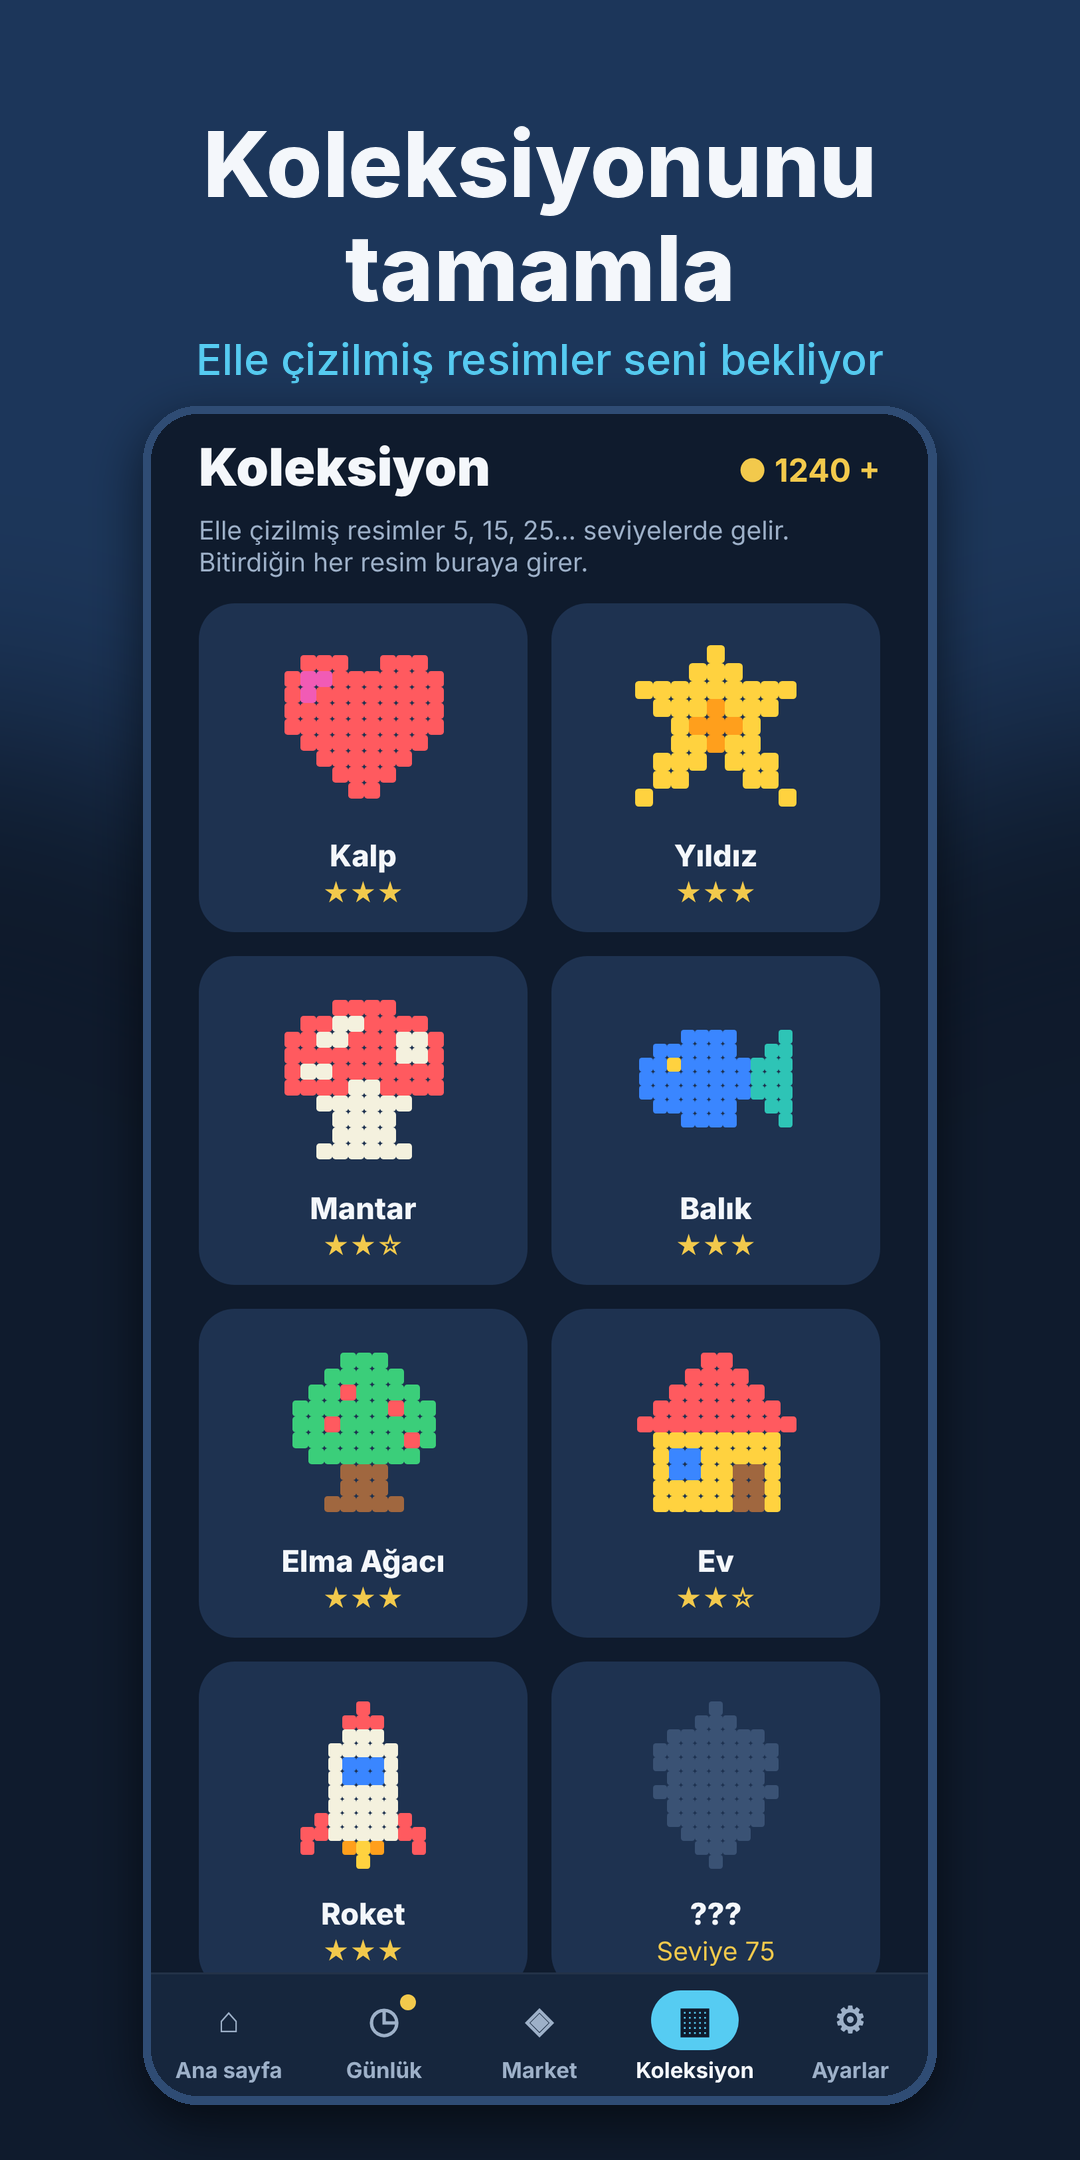 Koleksiyonunu
tamamla
Elle çizilmiş resimler seni bekliyor
Koleksiyon
1240 +
Elle çizilmiş resimler 5, 15, 25... seviyelerde gelir.
Bitirdiğin her resim buraya girer.
Kalp
★★★
Yıldız
★★★
Mantar
★★☆
Balık
★★★
Elma Ağacı
★★★
Ev
★★☆
Roket
★★★
???
Seviye 75
Ana sayfa
Günlük
Market
Koleksiyon
Ayarlar